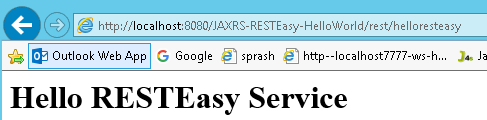 http://localhost:8080/JAXRS-RESTEasy-HelloWorld/rest/helloresteasy
Outlook Web App Google sprash http--localhost7777-ws-h... Ja
Hello RESTEasy Service